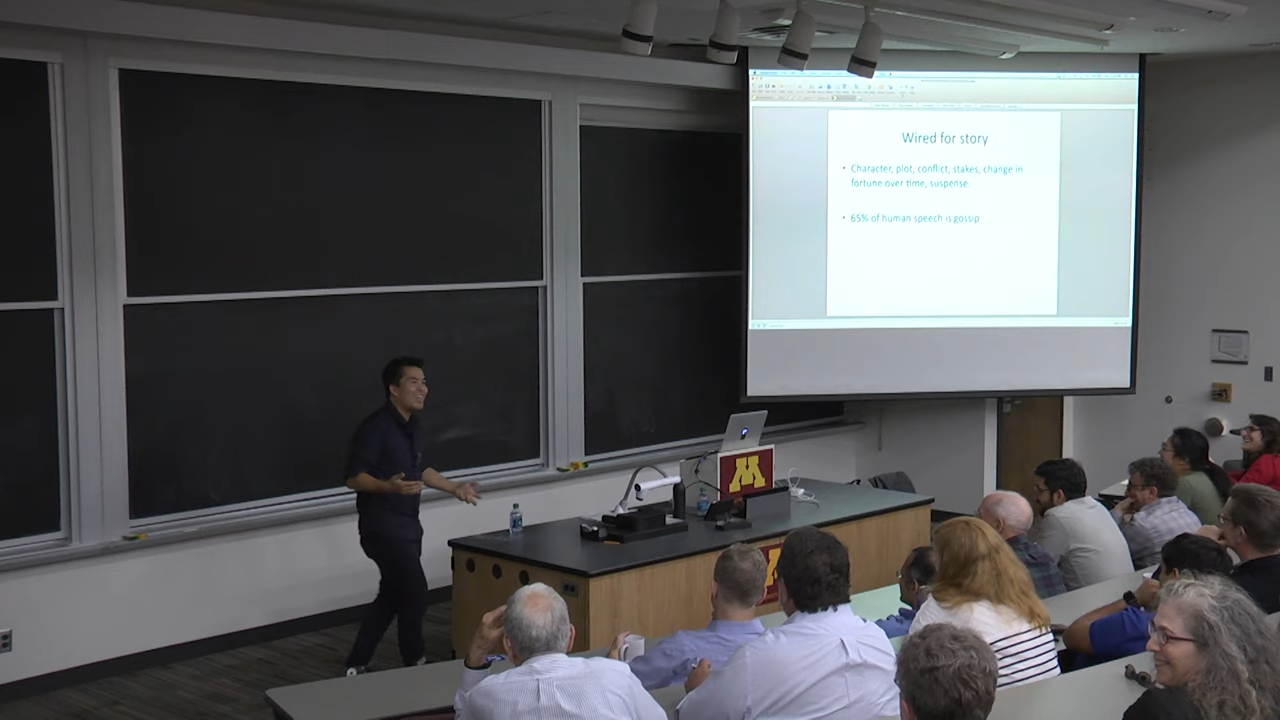 Wired for story
• Character, plot, conflict, stakes, change in
fortune over time, suspense.
• 65% of human speech is gossip
M
M